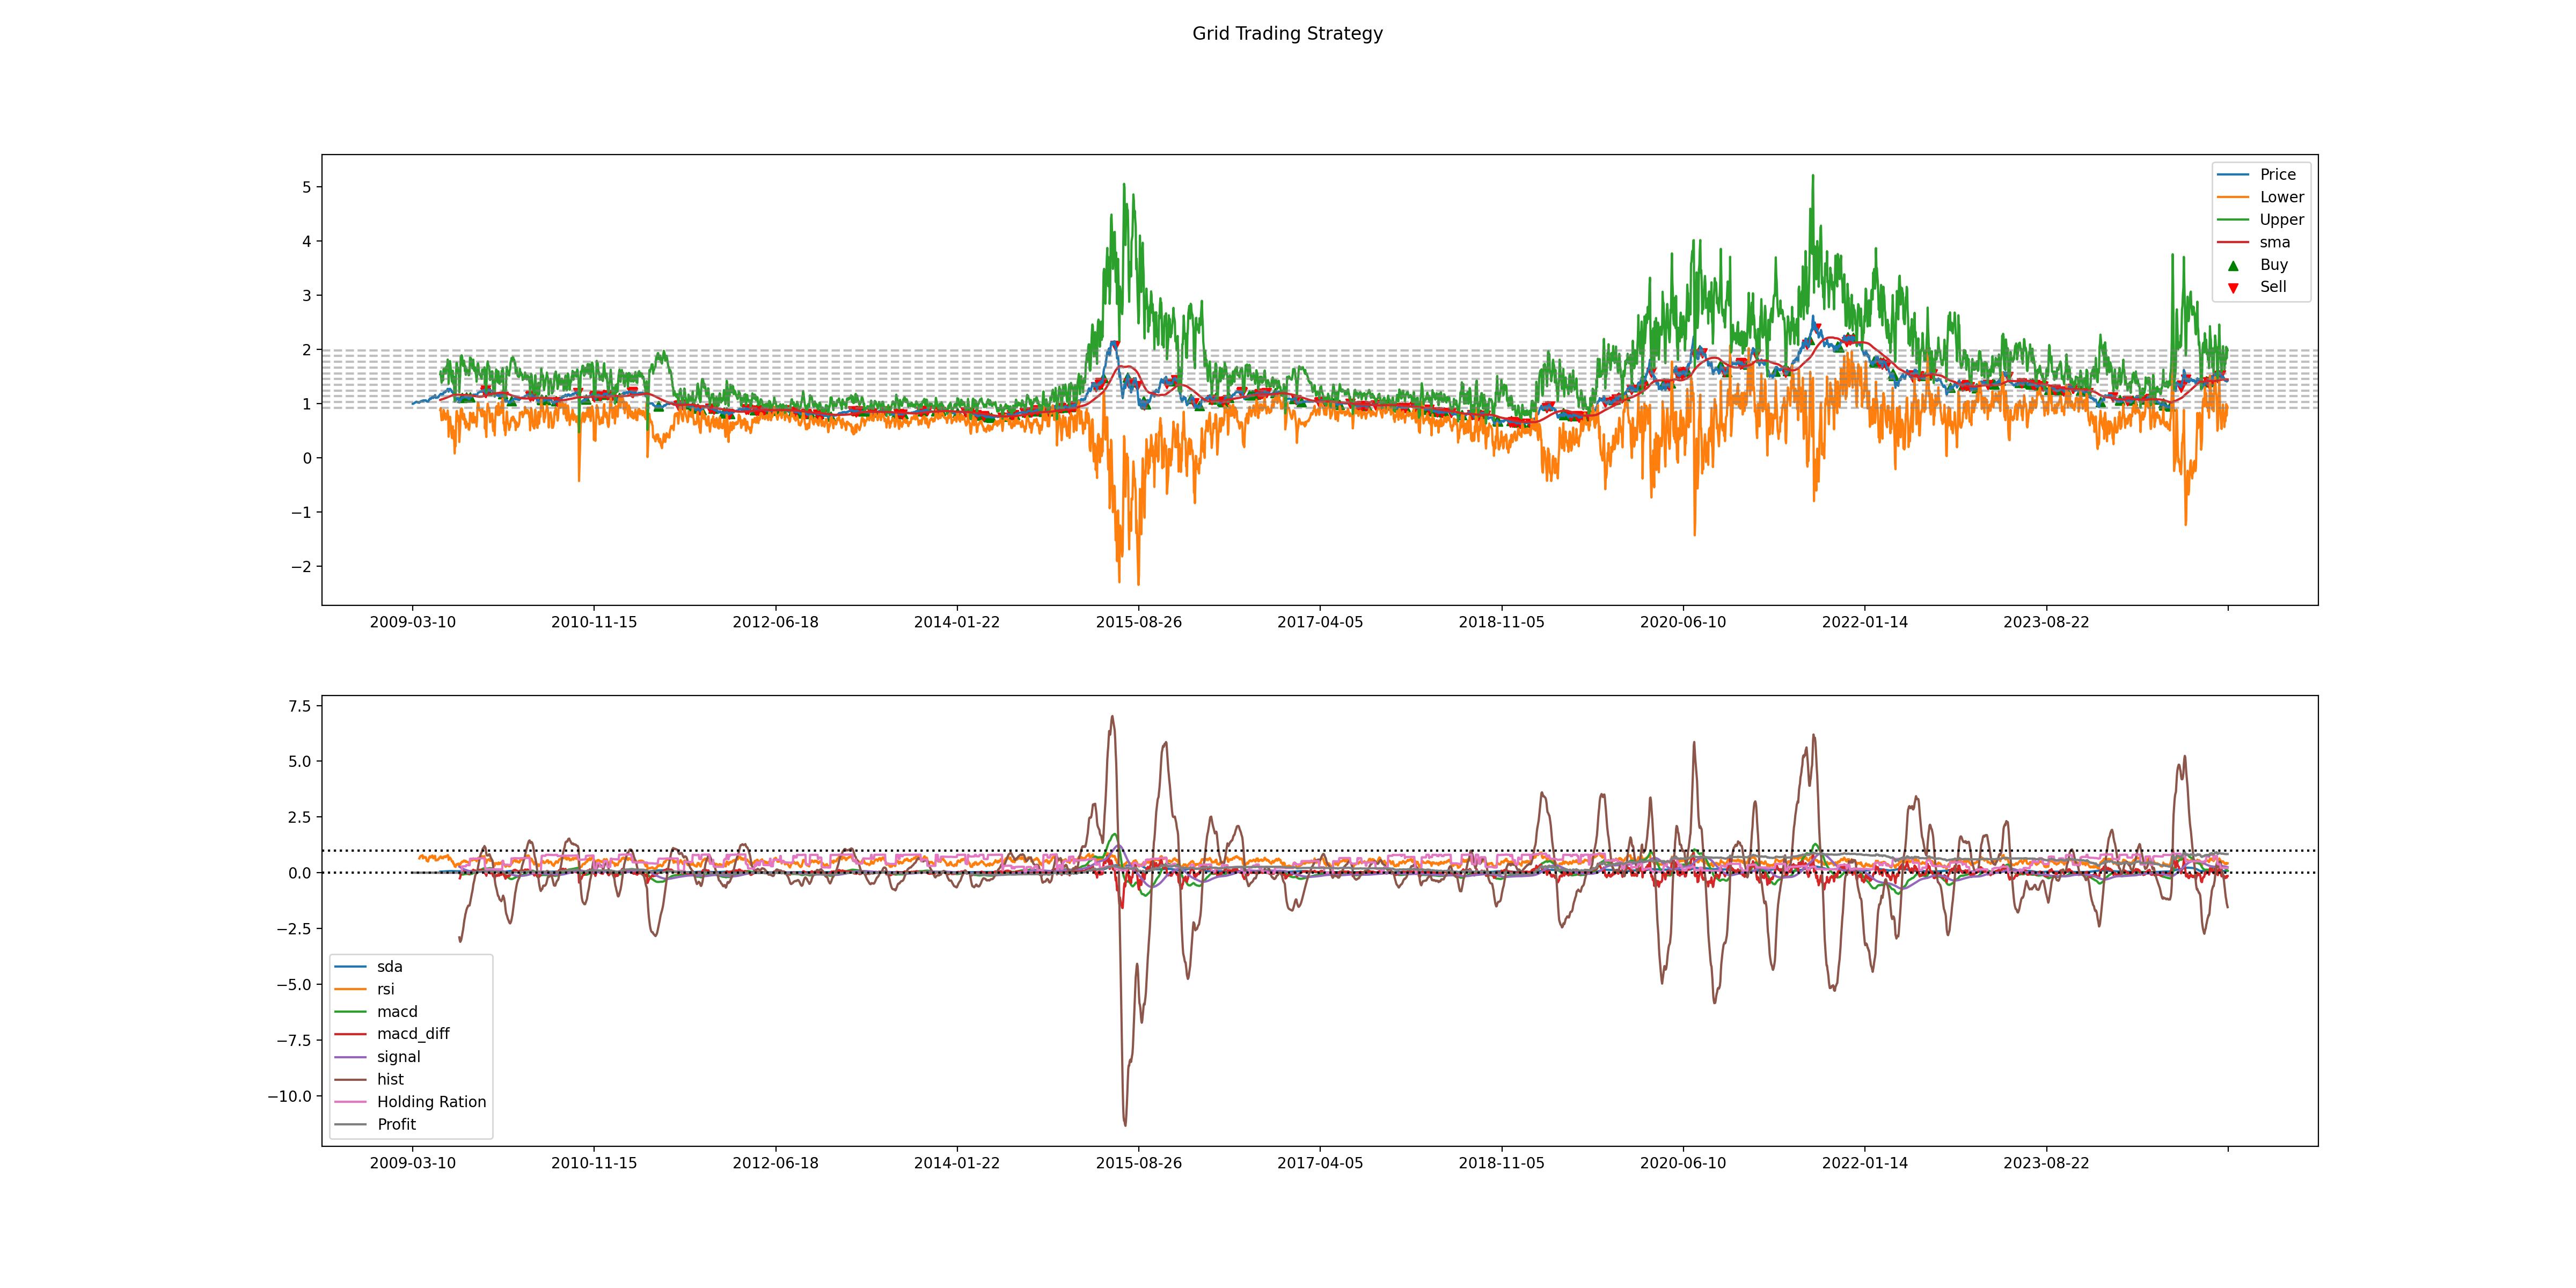 Grid Trading Strategy
5
4
3
2
1
0
−1
−2
Price
Lower
Upper
sma
Buy
Sell
2009-03-10 2010-11-15 2012-06-18 2014-01-22 2015-08-26 2017-04-05 2018-11-05 2020-06-10 2022-01-14 2023-08-22
7.5
5.0
2.5
0.0
−2.5
−5.0
−7.5
−10.0
sda
rsi
macd
macd_diff
signal
hist
Holding Ration
Profit
2009-03-10 2010-11-15 2012-06-18 2014-01-22 2015-08-26 2017-04-05 2018-11-05 2020-06-10 2022-01-14 2023-08-22